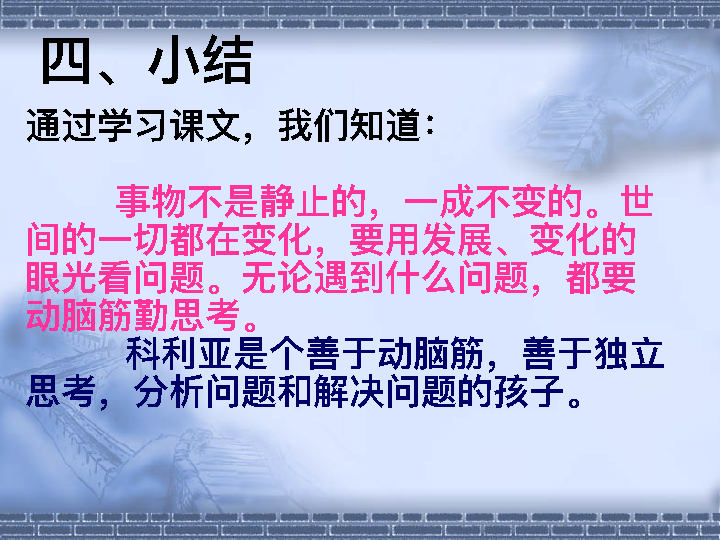 四、小结
通过学习课文，我们知道：
事物不是静止的，一成不变的。世
间的一切都在变化，要用发展、变化的
眼光看问题。无论遇到什么问题，都要
动脑筋勤思考。
科利亚是个善于动脑筋，善于独立
思考，分析问题和解决问题的孩子。